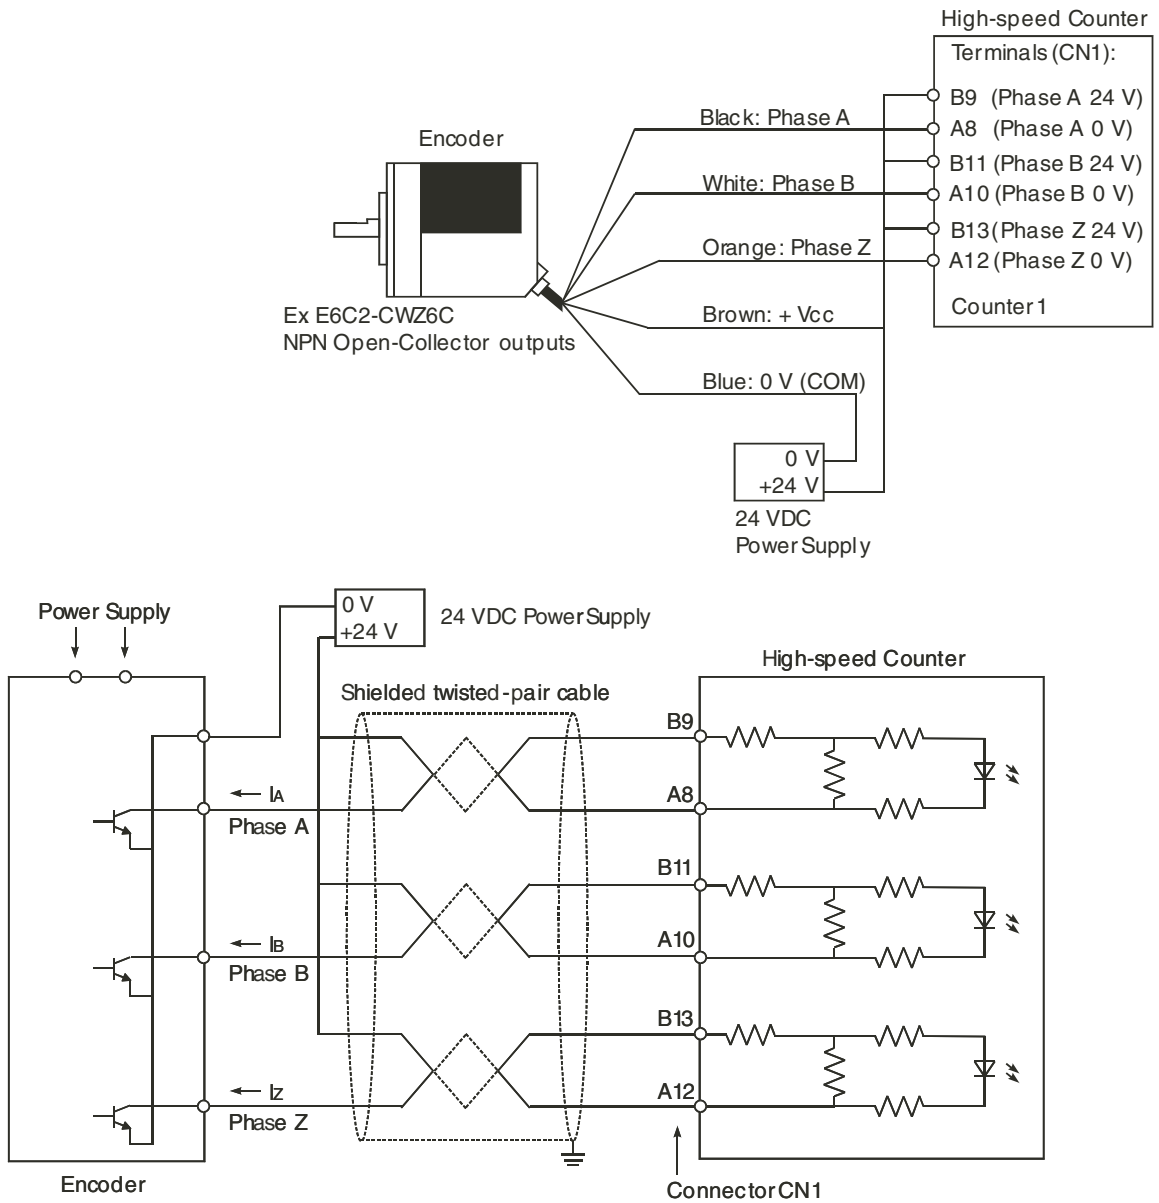 High-speed Counter
Terminals (CN1):
B9 (Phase A 24 V)
Black: Phase A
A8 (Phase A 0 V)
Encoder
B11 (Phase B 24 V)
White: Phase B
A10 (Phase B 0 V)
B13 (Phase Z 24 V)
Orange: Phase Z
A12 (Phase Z 0 V)
Ex E6C2-CWZ6C
NPN Open-Collector outputs
Brown: + Vcc
Counter 1
Blue: 0 V (COM)
0 V
+24 V
24 VDC
Power Supply
Power Supply
0 V
+24 V
24 VDC Power Supply
High-speed Counter
Shielded twisted-pair cable
B9
IA
A8
Phase A
B11
IB
A10
Phase B
B13
IZ
A12
Phase Z
Encoder
Connector CN1